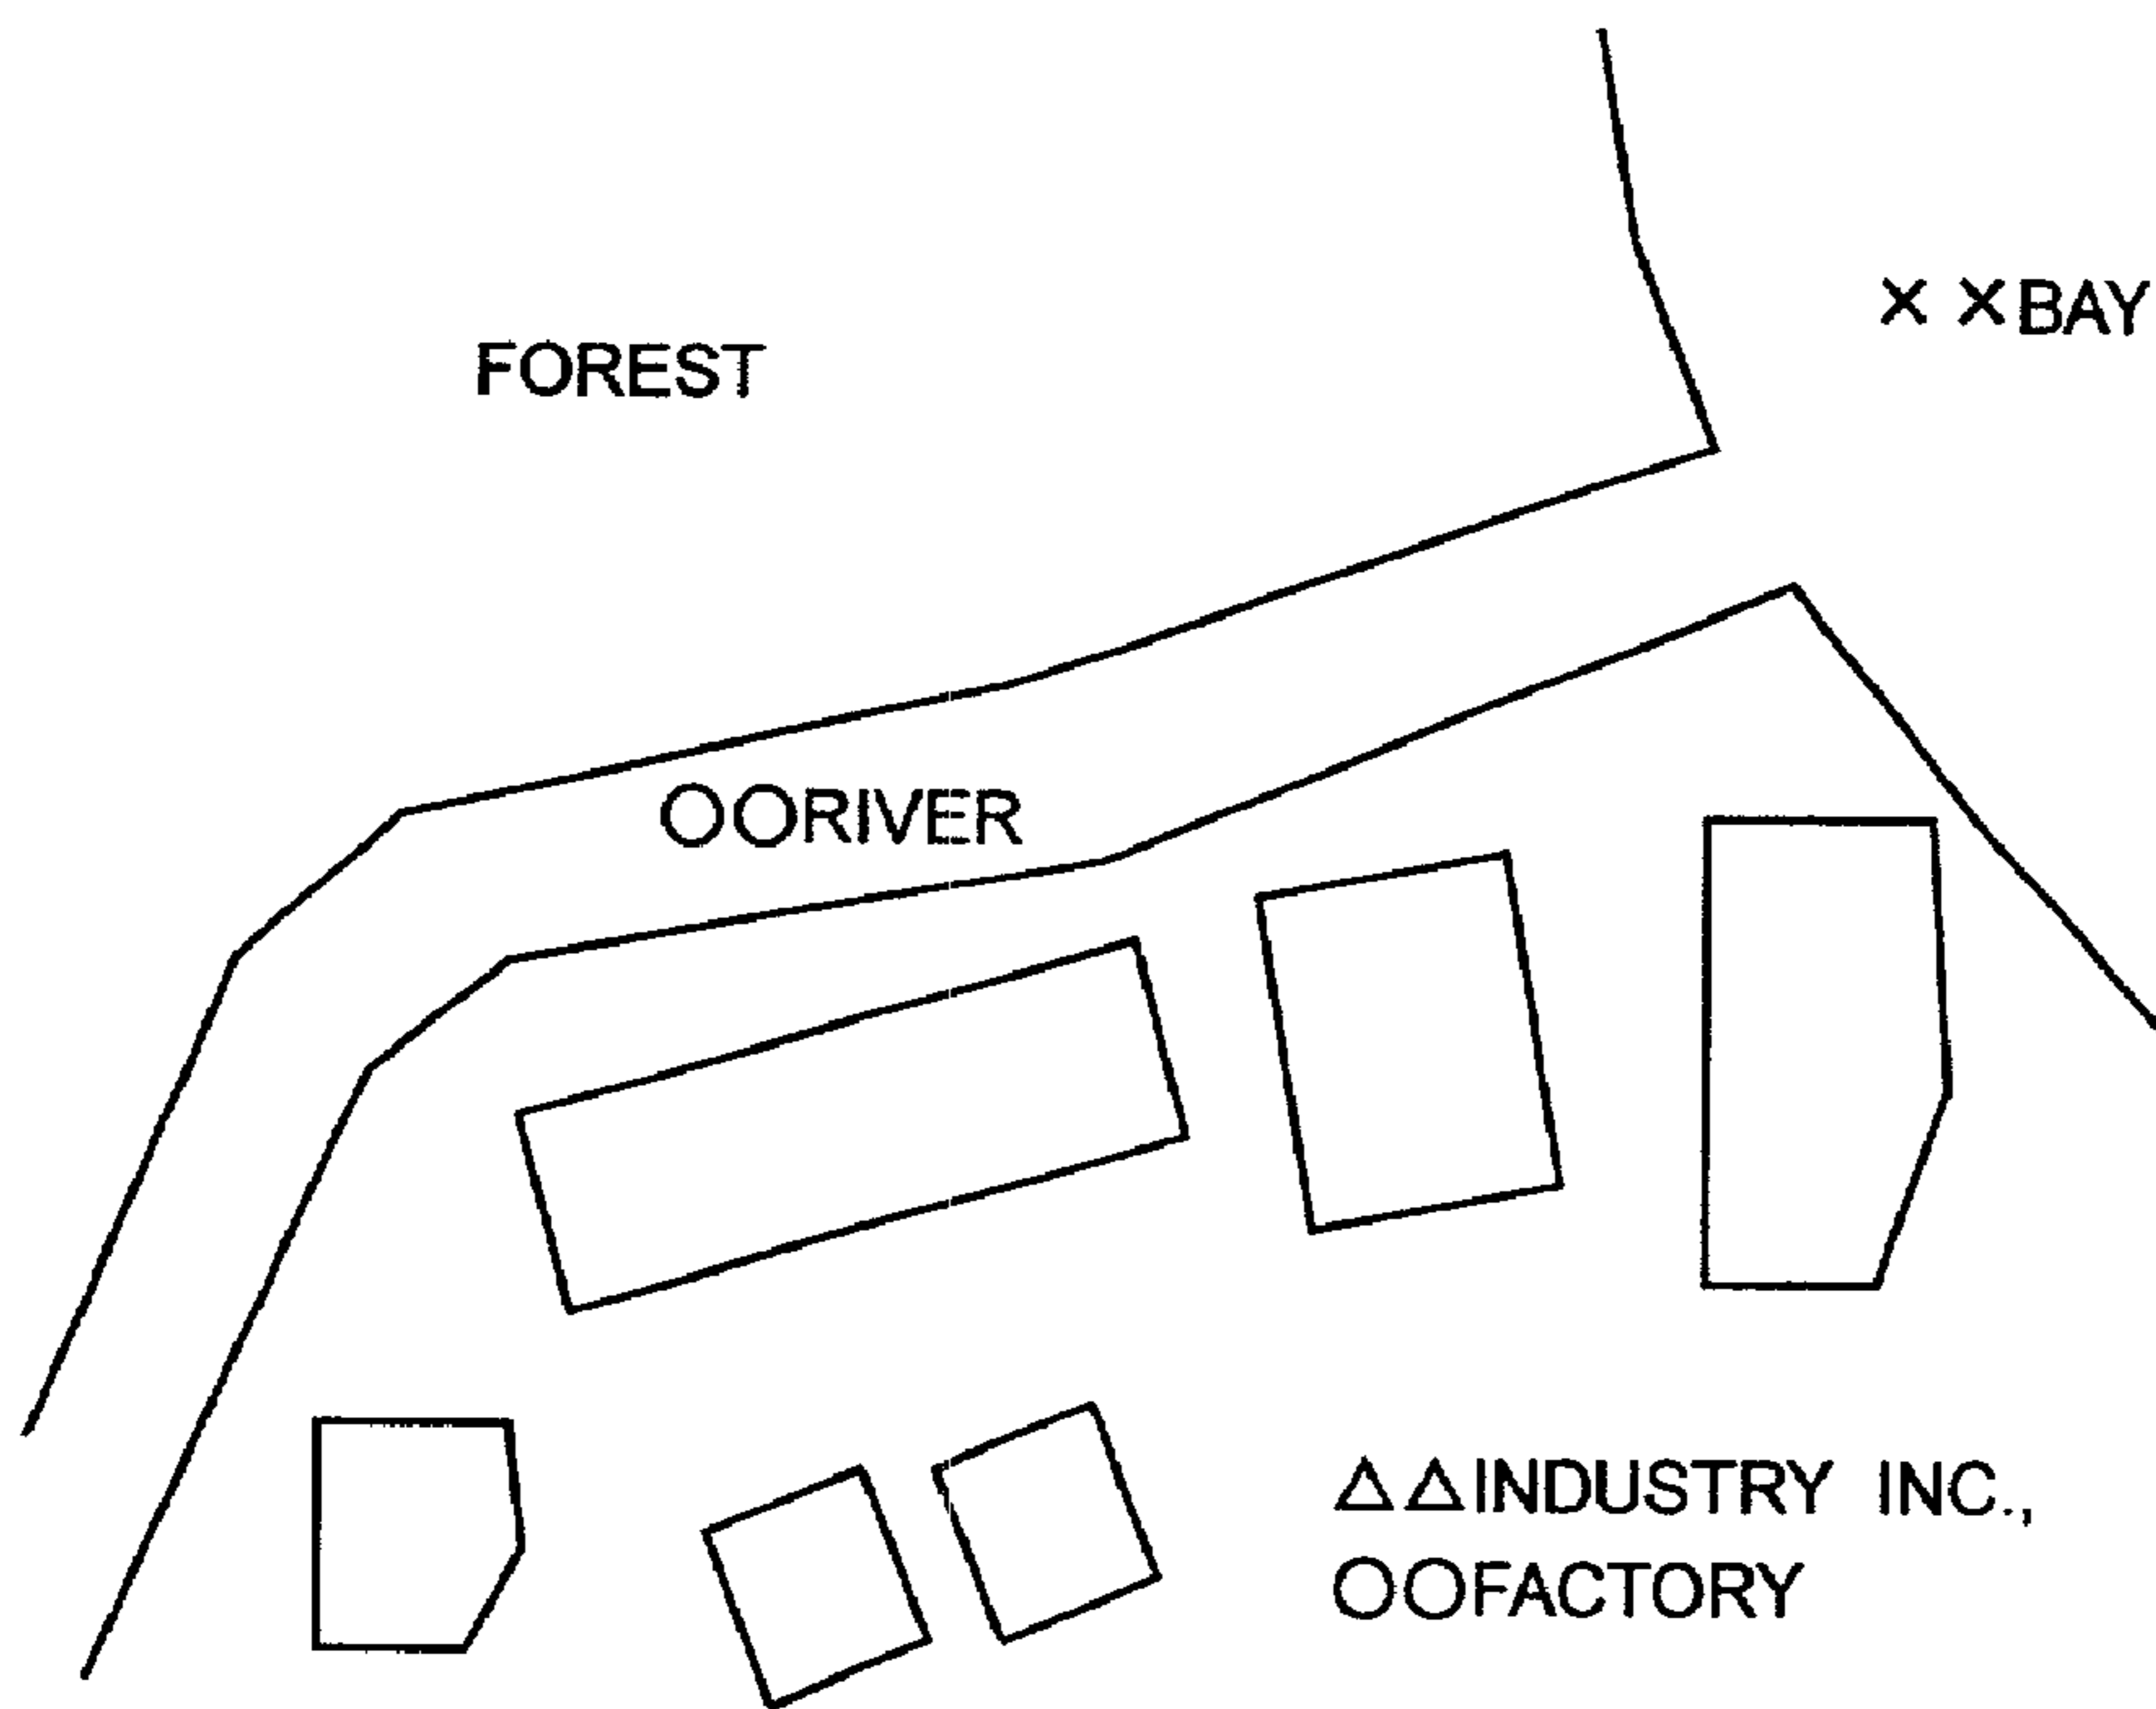 ××BAY
FOREST
○○RIVER
△△INDUSTRY INC.,
○○FACTORY